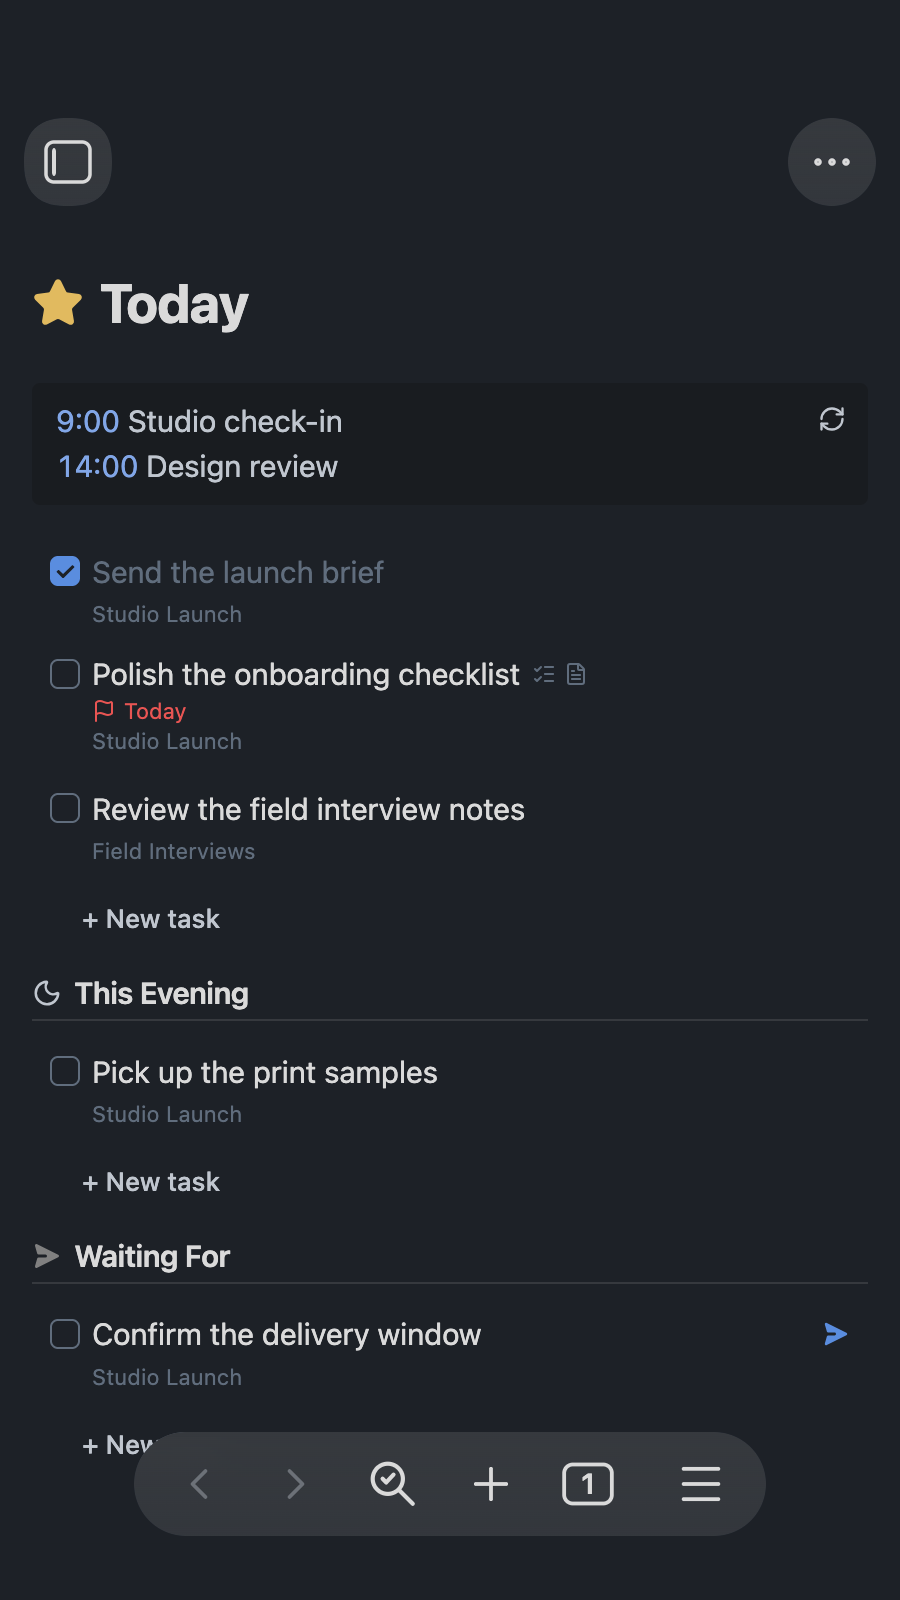 Today
9:00 Studio check-in
14:00 Design review
Send the launch brief
Studio Launch
Polish the onboarding checklist
Today
Studio Launch
Review the field interview notes
Field Interviews
+ New task
This Evening
Pick up the print samples
Studio Launch
+ New task
Waiting For
Confirm the delivery window
Studio Launch
+ New
1